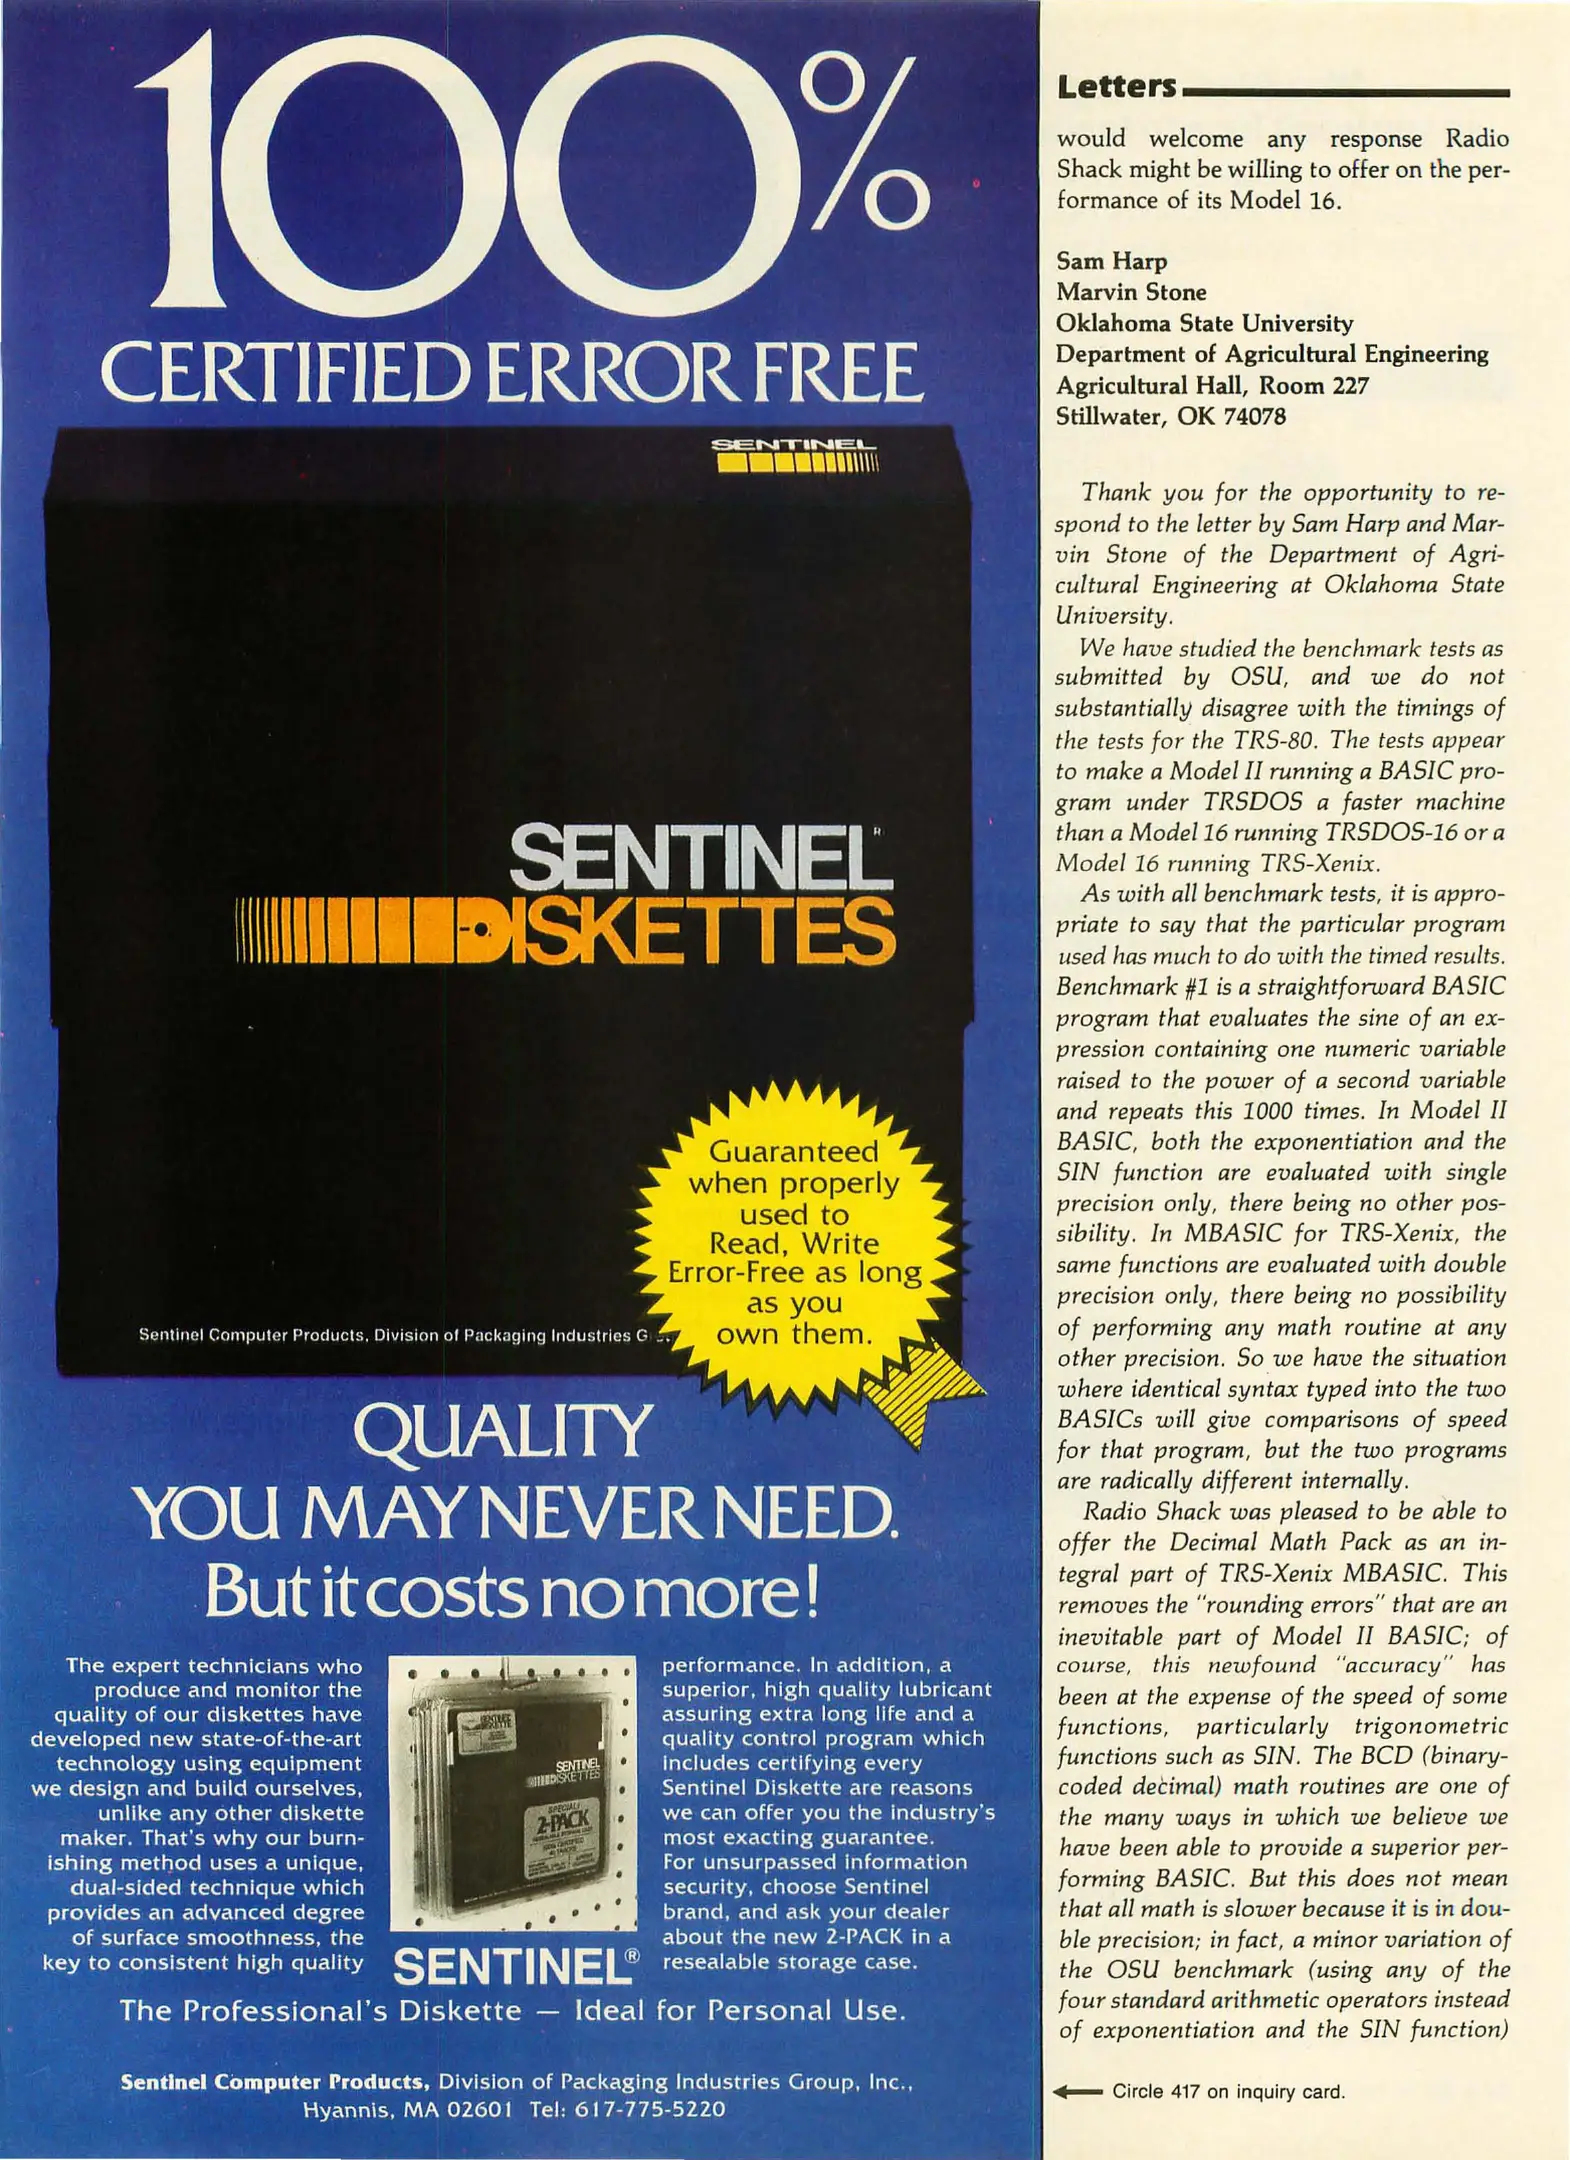 100%
CERTIFIED ERROR FREE
SENTINEL
SENTINEL®
DISKETTES
Guaranteed
when properly
used to
Read, Write
Error-Free as long
as you
own them.
Sentinel Computer Products, Division of Packaging Industries
QUALITY
YOU MAY NEVER NEED.
But it costs no more!
The expert technicians who
produce and monitor the
quality of our diskettes have
developed new state-of-the-art
technology using equipment
we design and build ourselves,
unlike any other diskette
maker. That's why our burn-
ishing method uses a unique,
dual-sided technique which
provides an advanced degree
of surface smoothness, the
key to consistent high quality
SENTINEL
DISKETTES
SPECIAL!
2-PACK
SENTINEL®
performance. In addition, a
superior, high quality lubricant
assuring extra long life and a
quality control program which
includes certifying every
Sentinel Diskette are reasons
we can offer you the industry's
most exacting guarantee.
For unsurpassed information
security, choose Sentinel
brand, and ask your dealer
about the new 2-PACK in a
resealable storage case.
The Professional's Diskette — Ideal for Personal Use.
Sentinel Computer Products, Division of Packaging Industries Group, Inc.,
Hyannis, MA 02601 Tel: 617-775-5220
Letters
would welcome any response Radio
Shack might be willing to offer on the per-
formance of its Model 16.
Sam Harp
Marvin Stone
Oklahoma State University
Department of Agricultural Engineering
Agricultural Hall, Room 227
Stillwater, OK 74078
Thank you for the opportunity to re-
spond to the letter by Sam Harp and Mar-
vin Stone of the Department of Agri-
cultural Engineering at Oklahoma State
University.
We have studied the benchmark tests as
submitted by OSU, and we do not
substantially disagree with the timings of
the tests for the TRS-80. The tests appear
to make a Model II running a BASIC pro-
gram under TRSDOS a faster machine
than a Model 16 running TRSDOS-16 or a
Model 16 running TRS-Xenix.
As with all benchmark tests, it is appro-
priate to say that the particular program
used has much to do with the timed results.
Benchmark #1 is a straightforward BASIC
program that evaluates the sine of an ex-
pression containing one numeric variable
raised to the power of a second variable
and repeats this 1000 times. In Model II
BASIC, both the exponentiation and the
SIN function are evaluated with single
precision only, there being no other pos-
sibility. In MBASIC for TRS-Xenix, the
same functions are evaluated with double
precision only, there being no possibility
of performing any math routine at any
other precision. So we have the situation
where identical syntax typed into the two
BASICs will give comparisons of speed
for that program, but the two programs
are radically different internally.
Radio Shack was pleased to be able to
offer the Decimal Math Pack as an in-
tegral part of TRS-Xenix MBASIC. This
removes the "rounding errors" that are an
inevitable part of Model II BASIC; of
course, this newfound "accuracy" has
been at the expense of the speed of some
functions, particularly trigonometric
functions such as SIN. The BCD (binary-
coded decimal) math routines are one of
the many ways in which we believe we
have been able to provide a superior per-
forming BASIC. But this does not mean
that all math is slower because it is in dou-
ble precision; in fact, a minor variation of
the OSU benchmark (using any of the
four standard arithmetic operators instead
of exponentiation and the SIN function)
Circle 417 on inquiry card.